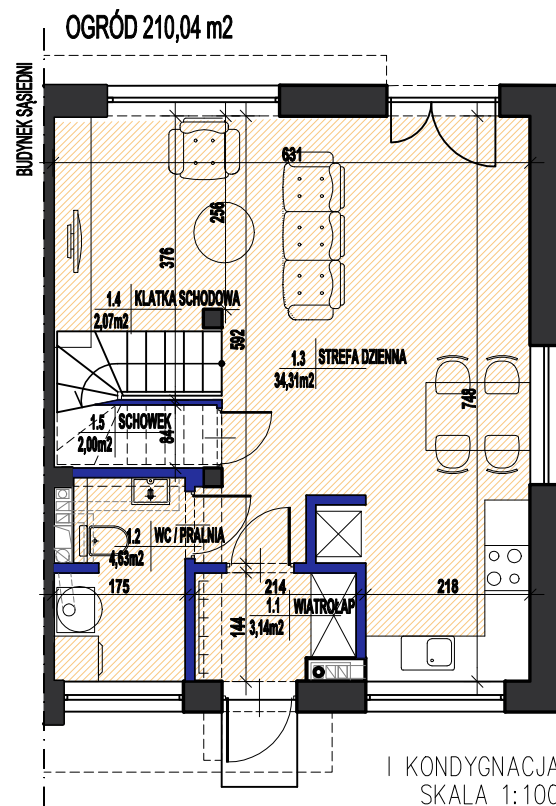 OGRÓD 210,04 m2
BUDYNEK SĄSIEDNI
631
256
376
1.4 KLATKA SCHODOWA
2,07m2
592
1.3 STREFA DZIENNA
34,31m2
748
1.5 SCHOWEK
2,00m2
84
1.2 WC / PRALNIA
4,63m2
175
214
218
1.1 WIATROŁAP
3,14m2
144
I KONDYGNACJA
SKALA 1:100